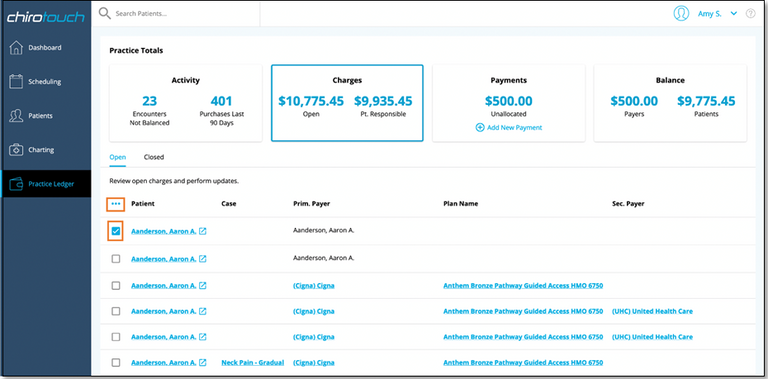 chirotouch
Search Patients...
Amy S.
Dashboard
Scheduling
Patients
Charting
Practice Ledger
Practice Totals
Activity
23
401
Encounters
Not Balanced
Purchases Last
90 Days
Charges
$10,775.45
$9,935.45
Open
Pt. Responsible
Payments
$500.00
Unallocated
Add New Payment
Balance
$500.00
$9,775.45
Payers
Patients
Open Closed
Review open charges and perform updates.
Patient Case Prim. Payer Plan Name Sec. Payer
Aanderson, Aaron A. Aanderson, Aaron A.
Aanderson, Aaron A. Aanderson, Aaron A.
Aanderson, Aaron A. (Cigna) Cigna Anthem Bronze Pathway Guided Access HMO 6750
Aanderson, Aaron A. (Cigna) Cigna Anthem Bronze Pathway Guided Access HMO 6750 (UHC) United Health Care
Aanderson, Aaron A. (Cigna) Cigna Anthem Bronze Pathway Guided Access HMO 6750 (UHC) United Health Care
Aanderson, Aaron A. Neck Pain - Gradual (Cigna) Cigna Anthem Bronze Pathway Guided Access HMO 6750